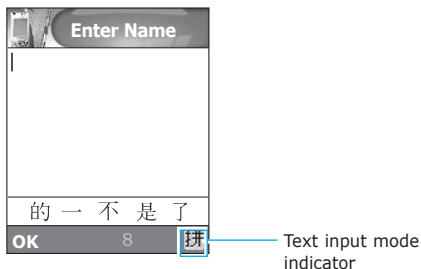 Enter Name
的 一 不 是 了
OK 8 拼
Text input mode
indicator